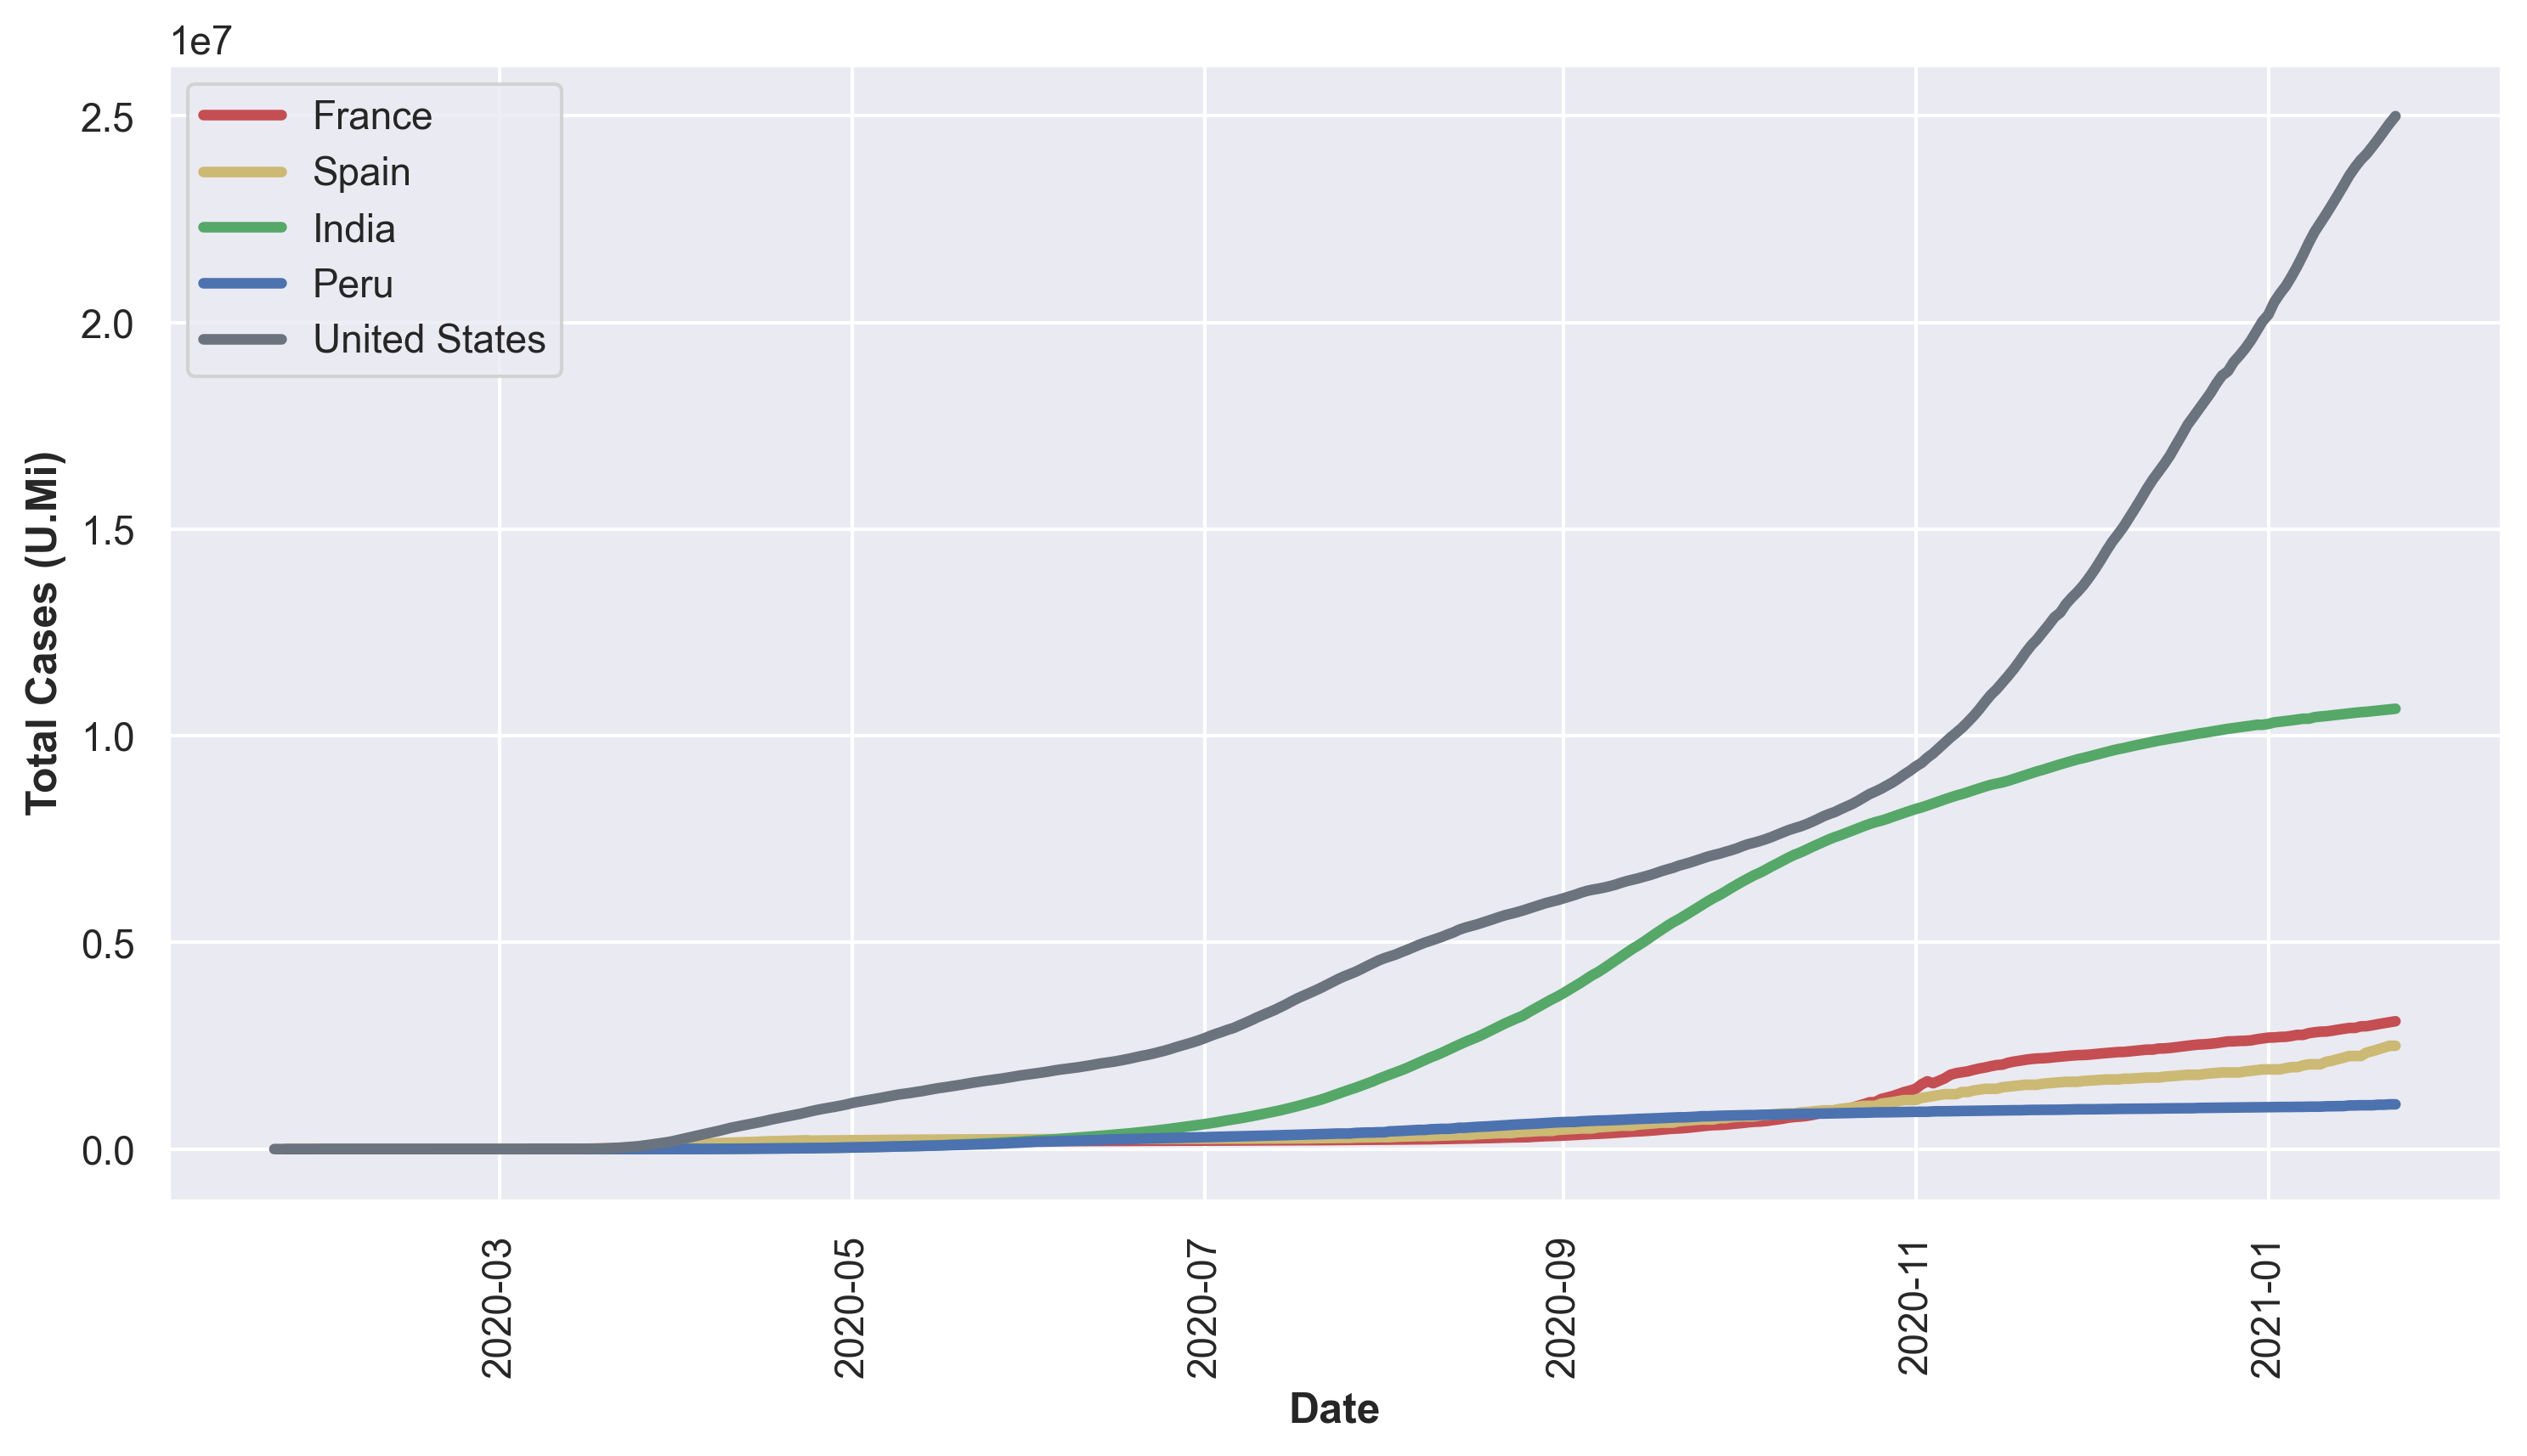 1e7
2.5
2.0
1.5
1.0
0.5
0.0
Total Cases (U.Mi)
France
Spain
India
Peru
United States
2020-03
2020-05
2020-07
2020-09
2020-11
2021-01
Date